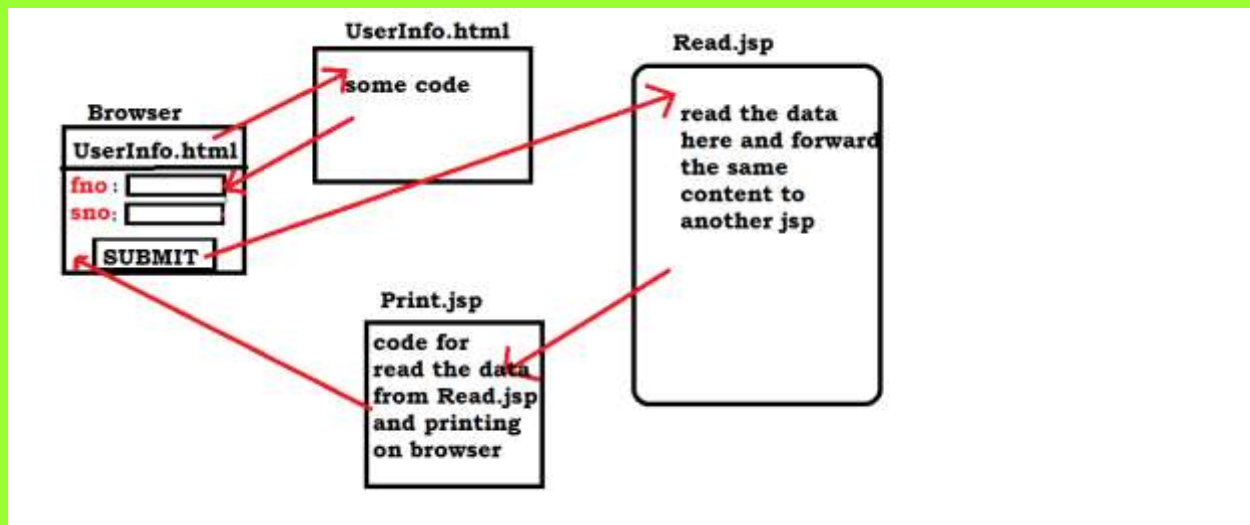 UserInfo.html
some code
Browser
UserInfo.html
fno :
sno:
SUBMIT
Read.jsp
read the data
here and forward
the same
content to
another jsp
Print.jsp
code for
read the data
from Read.jsp
and printing
on browser